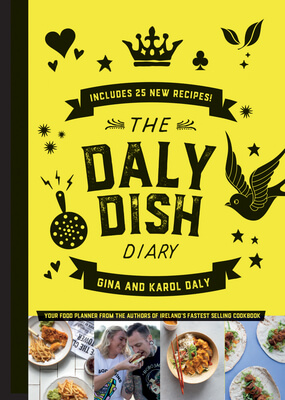 INCLUDES 25 NEW RECIPES!
THE
DALY
DISH
DIARY
GINA AND KAROL DALY
YOUR FOOD PLANNER FROM THE AUTHORS OF IRELAND'S FASTEST SELLING COOKBOOK